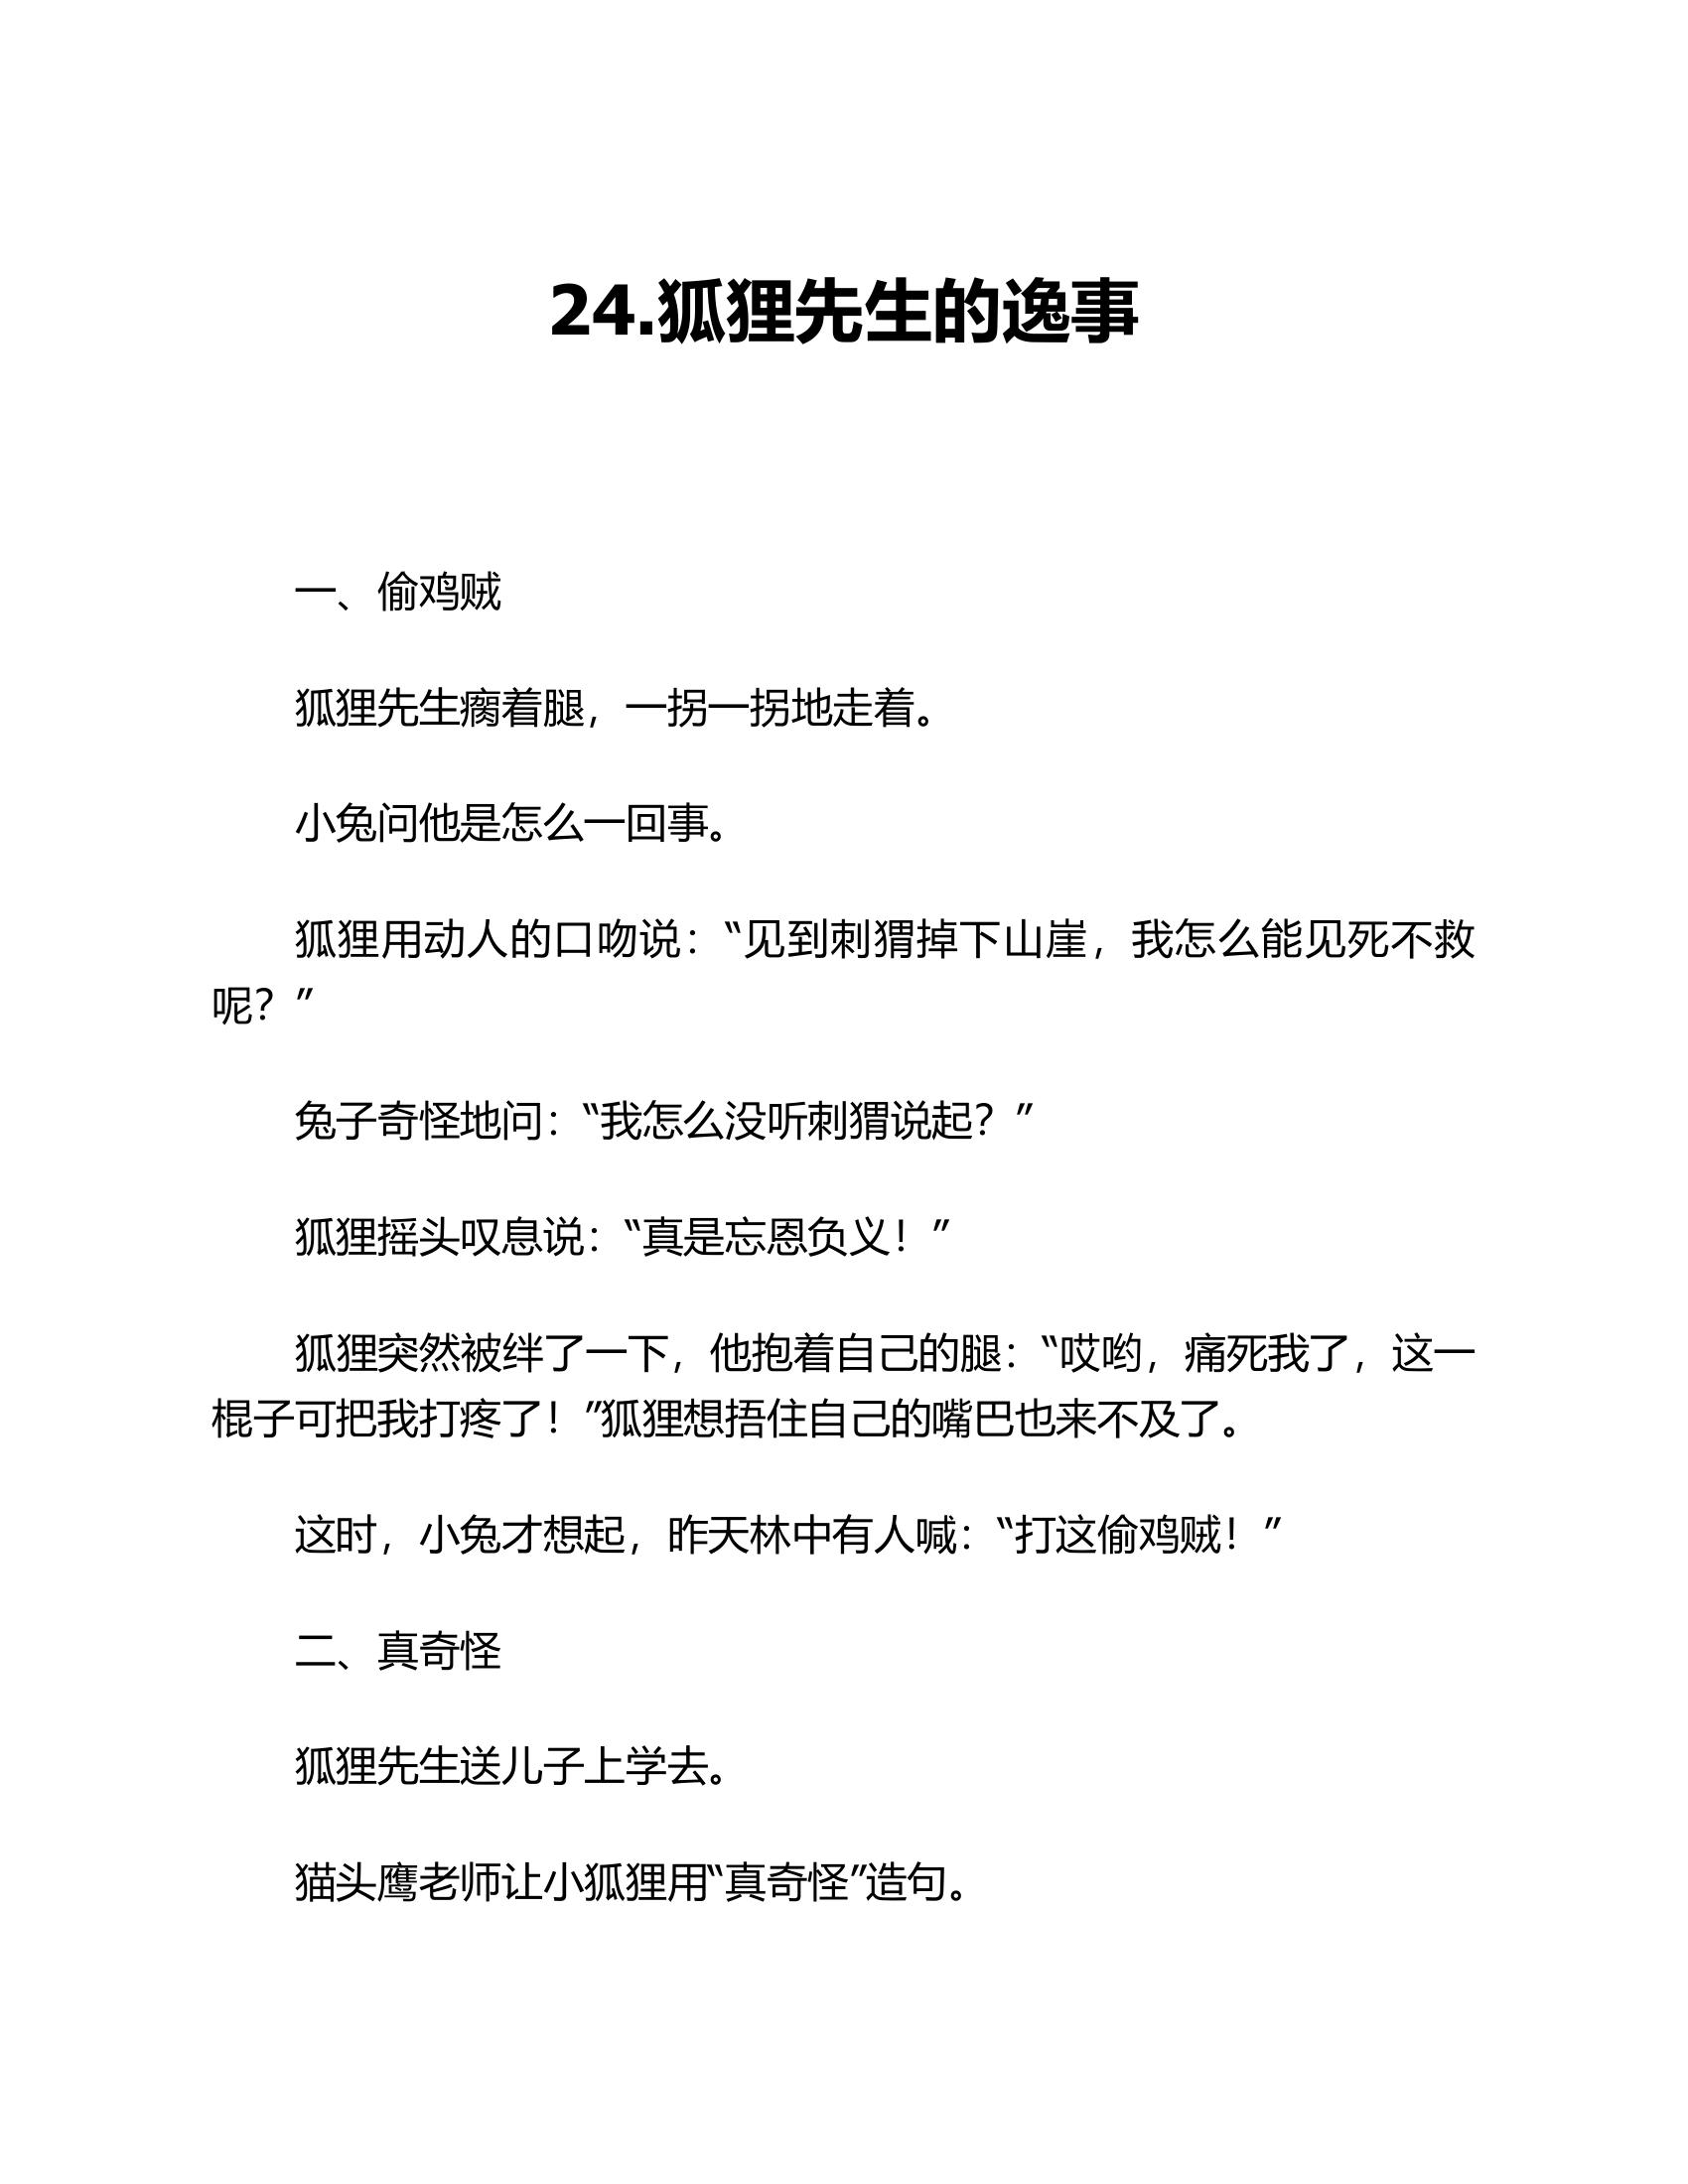 24.狐狸先生的逸事
一、偷鸡贼
狐狸先生瘸着腿，一拐一拐地走着。
小兔问他是怎么一回事。
狐狸用动人的口吻说：“见到刺猬掉下山崖，我怎么能见死不救
呢？”
兔子奇怪地问：“我怎么没听刺猬说起？”
狐狸摇头叹息说：“真是忘恩负义！”
狐狸突然被绊了一下，他抱着自己的腿：“哎哟，痛死我了，这一
棍子可把我打疼了！”狐狸想捂住自己的嘴巴也来不及了。
这时，小兔才想起，昨天林中有人喊：“打这偷鸡贼！”
二、真奇怪
狐狸先生送儿子上学去。
猫头鹰老师让小狐狸用“真奇怪”造句。